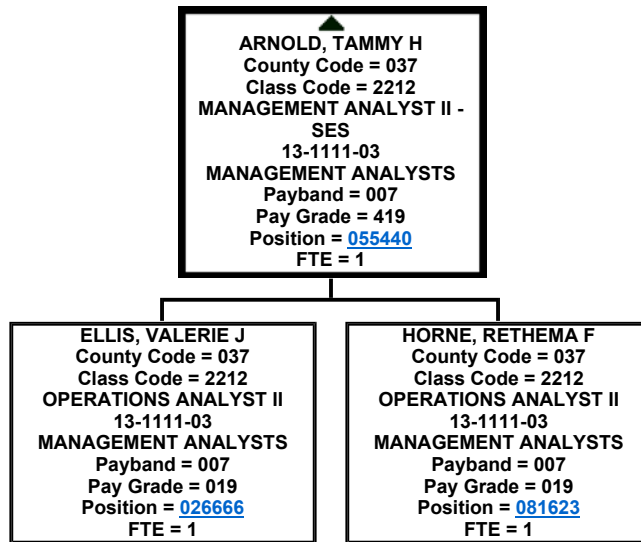 ARNOLD, TAMMY H
County Code = 037
Class Code = 2212
MANAGEMENT ANALYST II -
SES
13-1111-03
MANAGEMENT ANALYSTS
Payband = 007
Pay Grade = 419
Position = 055440
FTE = 1
ELLIS, VALERIE J
County Code = 037
Class Code = 2212
OPERATIONS ANALYST II
13-1111-03
MANAGEMENT ANALYSTS
Payband = 007
Pay Grade = 019
Position = 026666
FTE = 1
HORNE, RETHEMA F
County Code = 037
Class Code = 2212
OPERATIONS ANALYST II
13-1111-03
MANAGEMENT ANALYSTS
Payband = 007
Pay Grade = 019
Position = 081623
FTE = 1